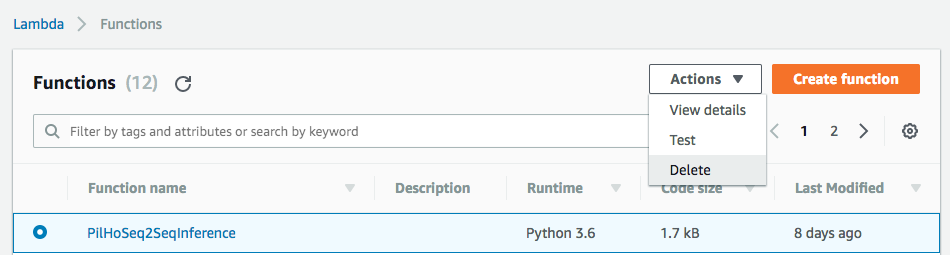 Lambda > Functions
Functions (12)
Actions
Create function
View details
Test
Delete
Filter by tags and attributes or search by keyword
1 2
Function name Description Runtime Code size Last Modified
PilHoSeq2SeqInference Python 3.6 1.7 kB 8 days ago